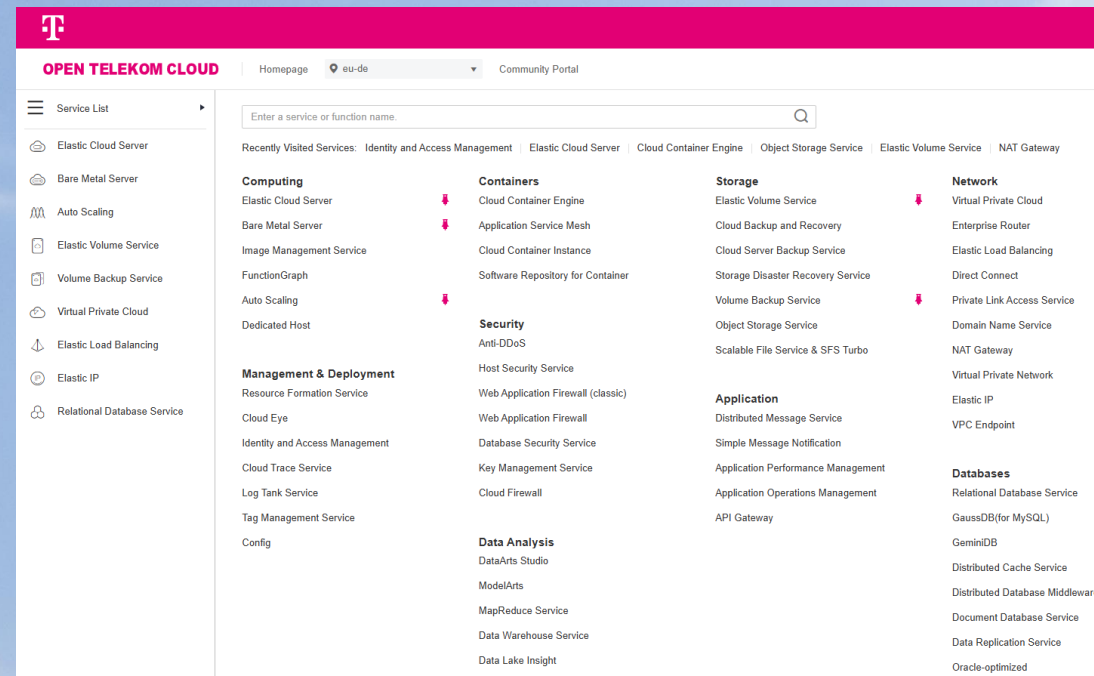 T
OPEN TELEKOM CLOUD
Homepage
eu-de
Community Portal
Service List
Elastic Cloud Server
Bare Metal Server
Auto Scaling
Elastic Volume Service
Volume Backup Service
Virtual Private Cloud
Elastic Load Balancing
Elastic IP
Relational Database Service
Enter a service or function name.
Recently Visited Services: Identity and Access Management | Elastic Cloud Server | Cloud Container Engine | Object Storage Service | Elastic Volume Service | NAT Gateway
Computing
Elastic Cloud Server
Bare Metal Server
Image Management Service
FunctionGraph
Auto Scaling
Dedicated Host
Management & Deployment
Resource Formation Service
Cloud Eye
Identity and Access Management
Cloud Trace Service
Log Tank Service
Tag Management Service
Config
Containers
Cloud Container Engine
Application Service Mesh
Cloud Container Instance
Software Repository for Container
Security
Anti-DDoS
Host Security Service
Web Application Firewall (classic)
Web Application Firewall
Database Security Service
Key Management Service
Cloud Firewall
Data Analysis
DataArts Studio
ModelArts
MapReduce Service
Data Warehouse Service
Data Lake Insight
Storage
Elastic Volume Service
Cloud Backup and Recovery
Cloud Server Backup Service
Storage Disaster Recovery Service
Volume Backup Service
Object Storage Service
Scalable File Service & SFS Turbo
Application
Distributed Message Service
Simple Message Notification
Application Performance Management
Application Operations Management
API Gateway
Network
Virtual Private Cloud
Enterprise Router
Elastic Load Balancing
Direct Connect
Private Link Access Service
Domain Name Service
NAT Gateway
Virtual Private Network
Elastic IP
VPC Endpoint
Databases
Relational Database Service
GaussDB(for MySQL)
GeminiDB
Distributed Cache Service
Distributed Database Middlewar
Document Database Service
Data Replication Service
Oracle-optimized